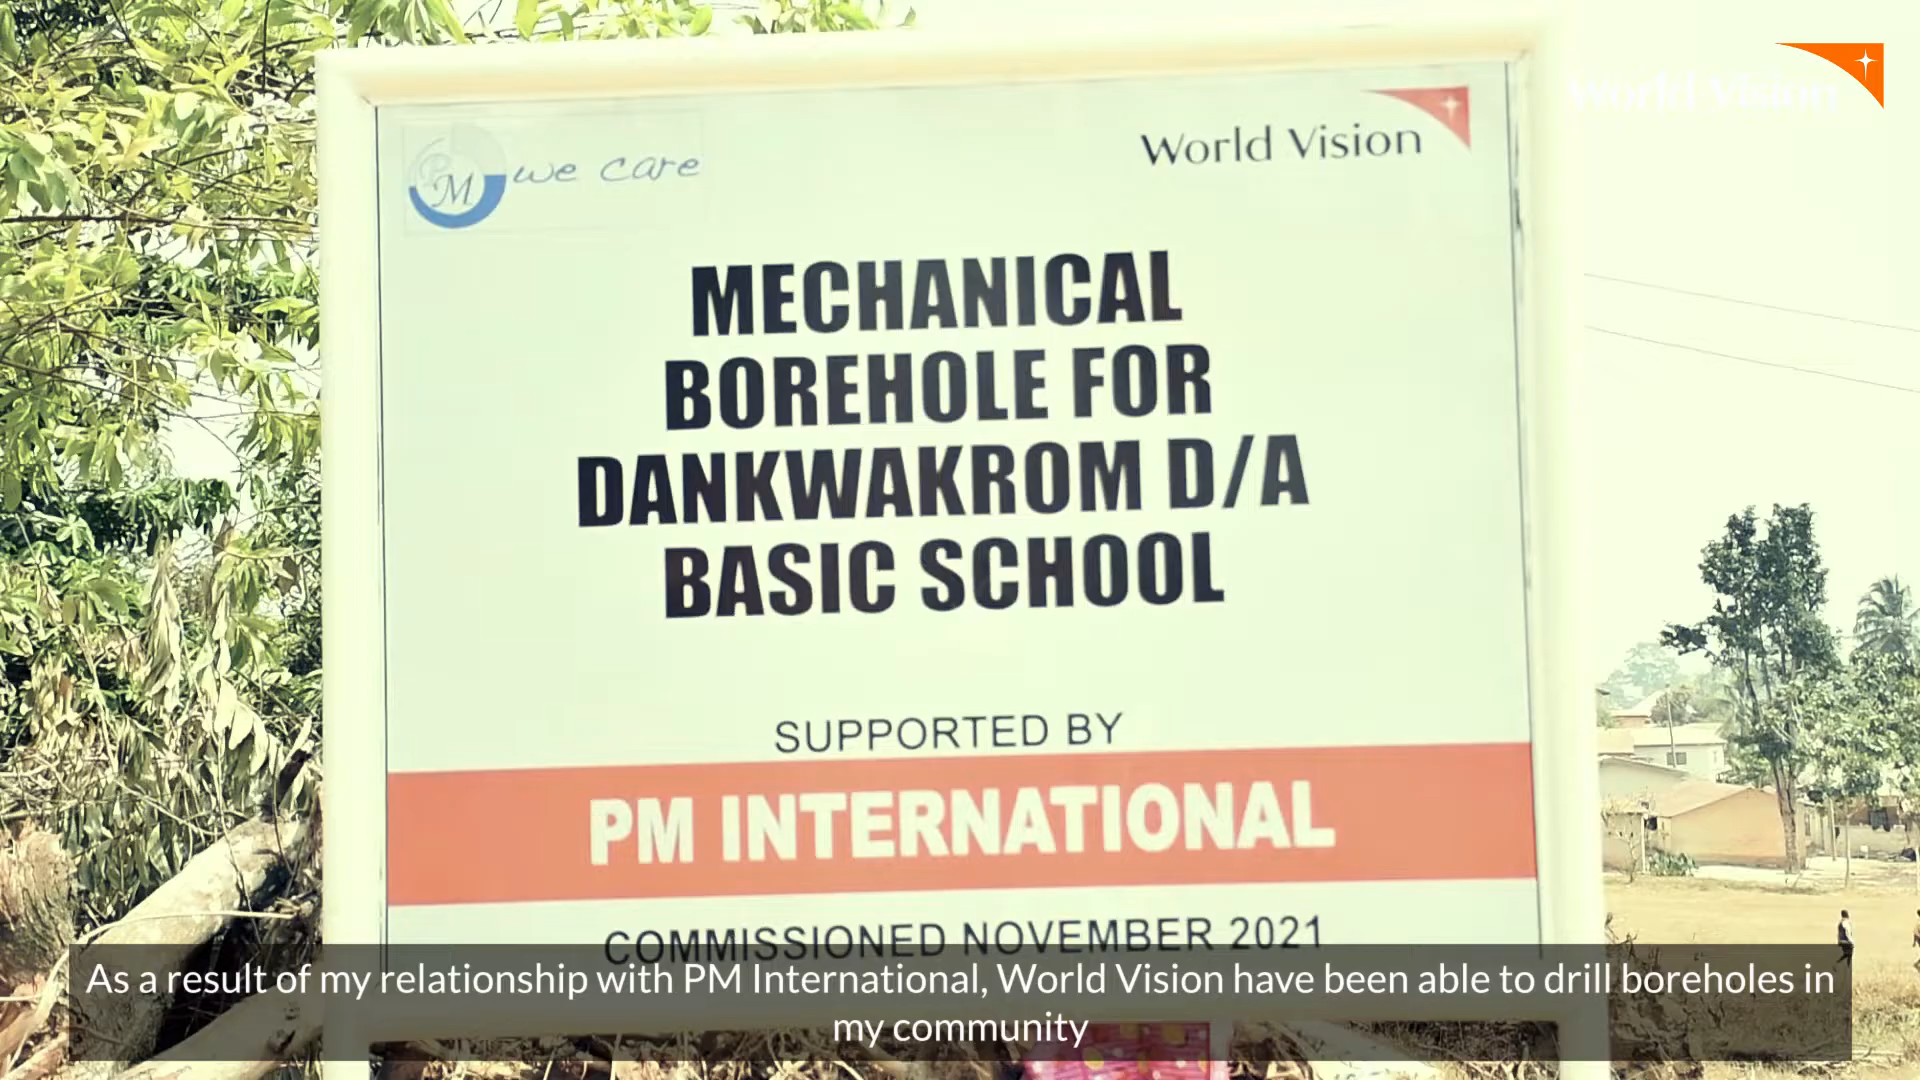 World Vision
we care
World Vision
PM
MECHANICAL
BOREHOLE FOR
DANKWAKROM D/A
BASIC SCHOOL
SUPPORTED BY
PM INTERNATIONAL
COMMISSIONED NOVEMBER 2021
As a result of my relationship with PM International, World Vision have been able to drill boreholes in
my community